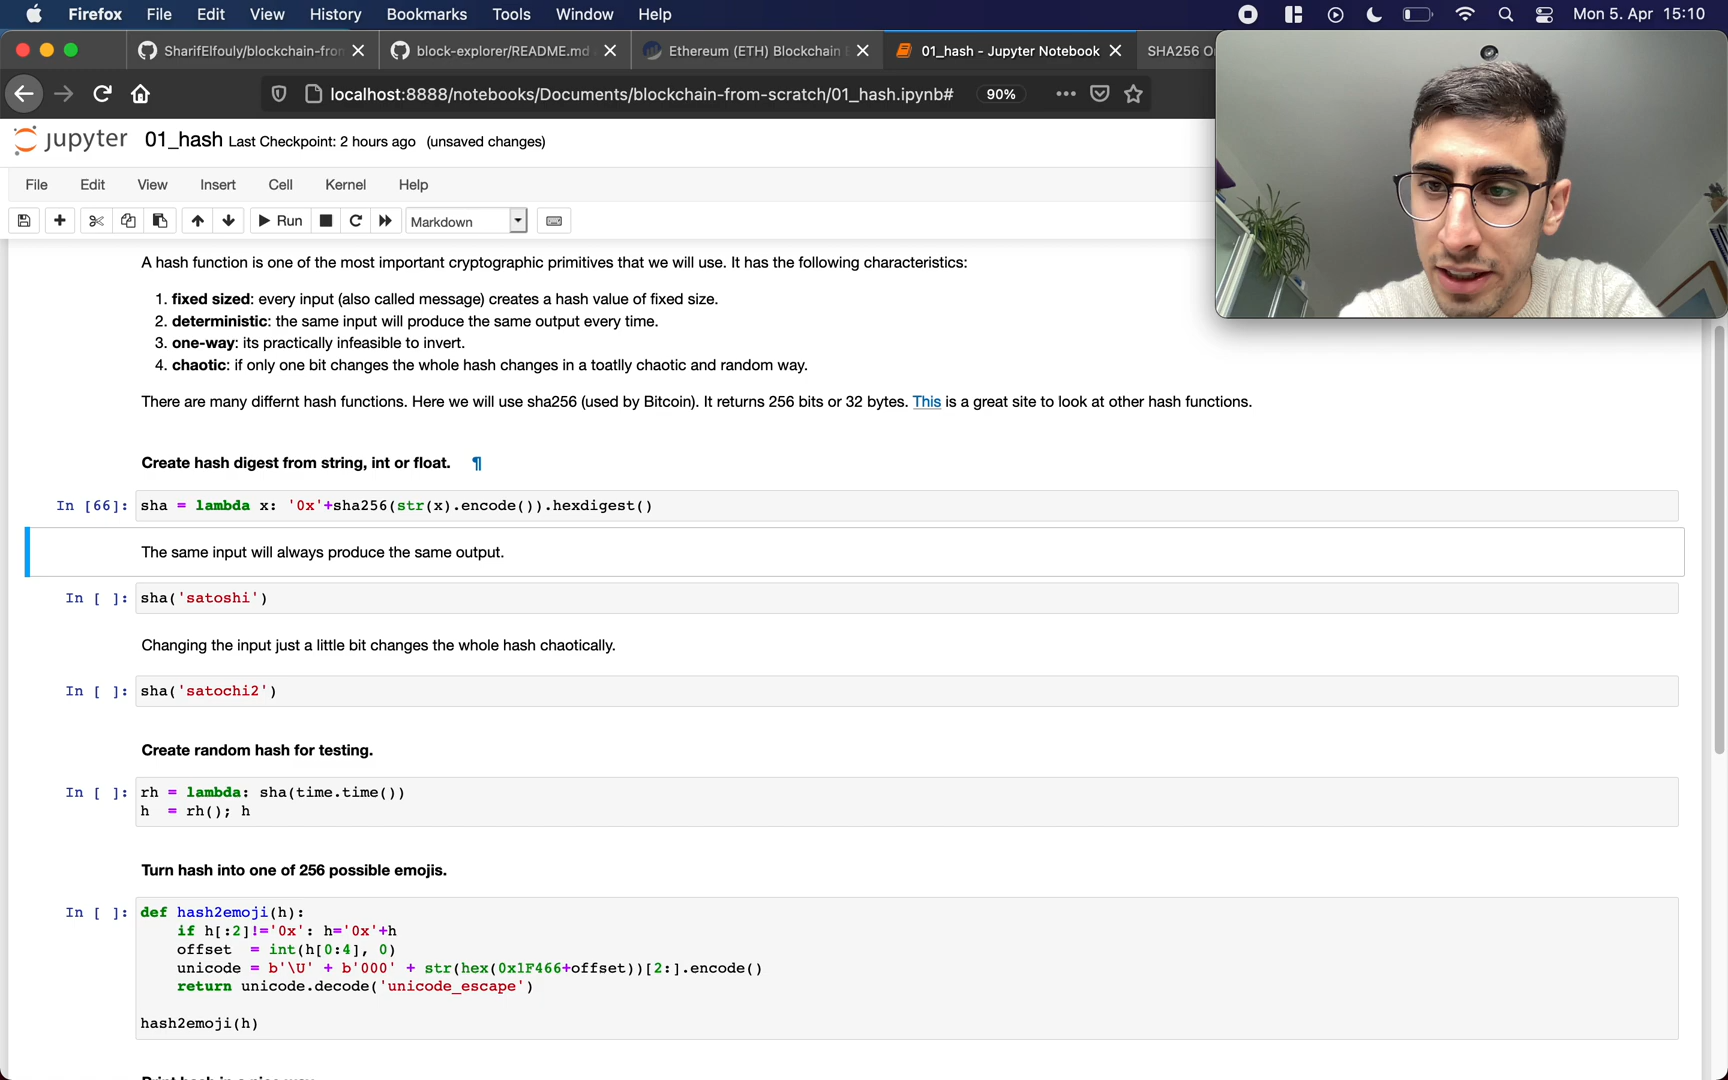 Firefox File Edit View History Bookmarks Tools Window Help Mon 5. Apr 15:10
SharifElfouly/blockchain-from block-explorer/README.md Ethereum (ETH) Blockchain 01_hash - Jupyter Notebook SHA256 O
localhost:8888/notebooks/Documents/blockchain-from-scratch/01_hash.ipynb# 90%
jupyter 01_hash Last Checkpoint: 2 hours ago (unsaved changes)
File Edit View Insert Cell Kernel Help
Run Markdown
A hash function is one of the most important cryptographic primitives that we will use. It has the following characteristics:
1. fixed sized: every input (also called message) creates a hash value of fixed size.
2. deterministic: the same input will produce the same output every time.
3. one-way: its practically infeasible to invert.
4. chaotic: if only one bit changes the whole hash changes in a toatlly chaotic and random way.
There are many differnt hash functions. Here we will use sha256 (used by Bitcoin). It returns 256 bits or 32 bytes. This is a great site to look at other hash functions.
Create hash digest from string, int or float. ¶
In [66]: sha = lambda x: '0x'+sha256(str(x).encode()).hexdigest()
The same input will always produce the same output.
In [ ]: sha('satoshi')
Changing the input just a little bit changes the whole hash chaotically.
In [ ]: sha('satochi2')
Create random hash for testing.
In [ ]: rh = lambda: sha(time.time())
h = rh(); h
Turn hash into one of 256 possible emojis.
In [ ]: def hash2emoji(h):
if h[:2]!='0x': h='0x'+h
offset = int(h[0:4], 0)
unicode = b'\U' + b'000' + str(hex(0x1F466+offset))[2:].encode()
return unicode.decode('unicode_escape')
hash2emoji(h)